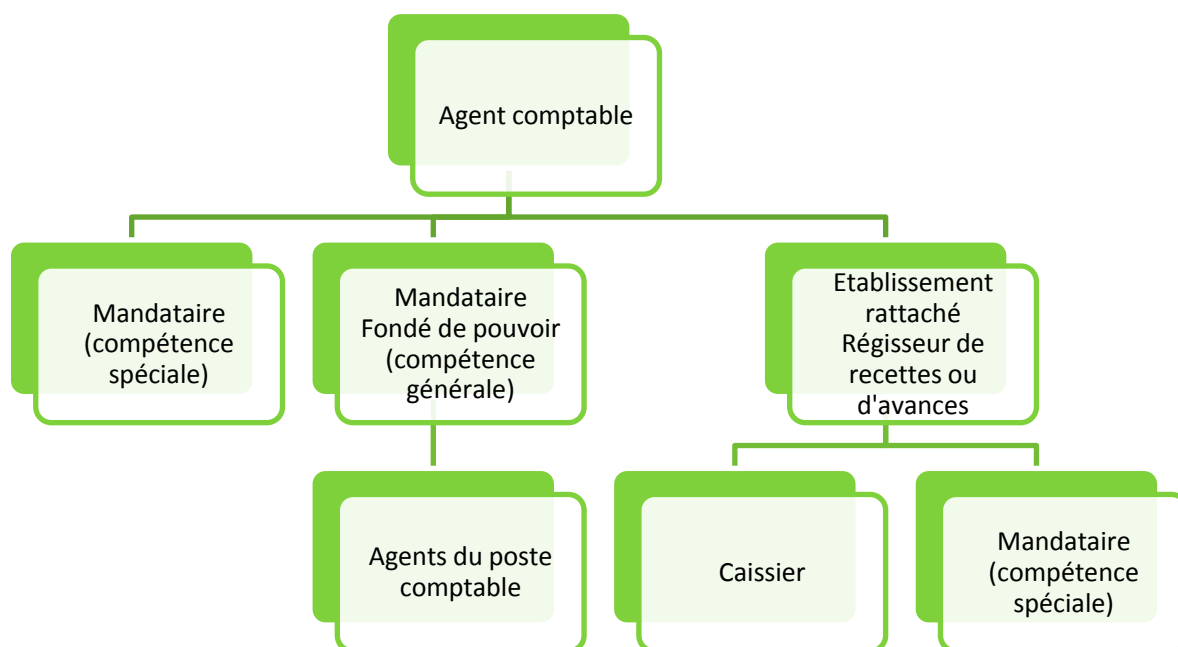 Agent comptable
Mandataire
(compétence
spéciale)
Mandataire
Fondé de pouvoir
(compétence
générale)
Etablissement
rattaché
Régisseur de
recettes ou
d'avances
Agents du poste
comptable
Caissier
Mandataire
(compétence
spéciale)